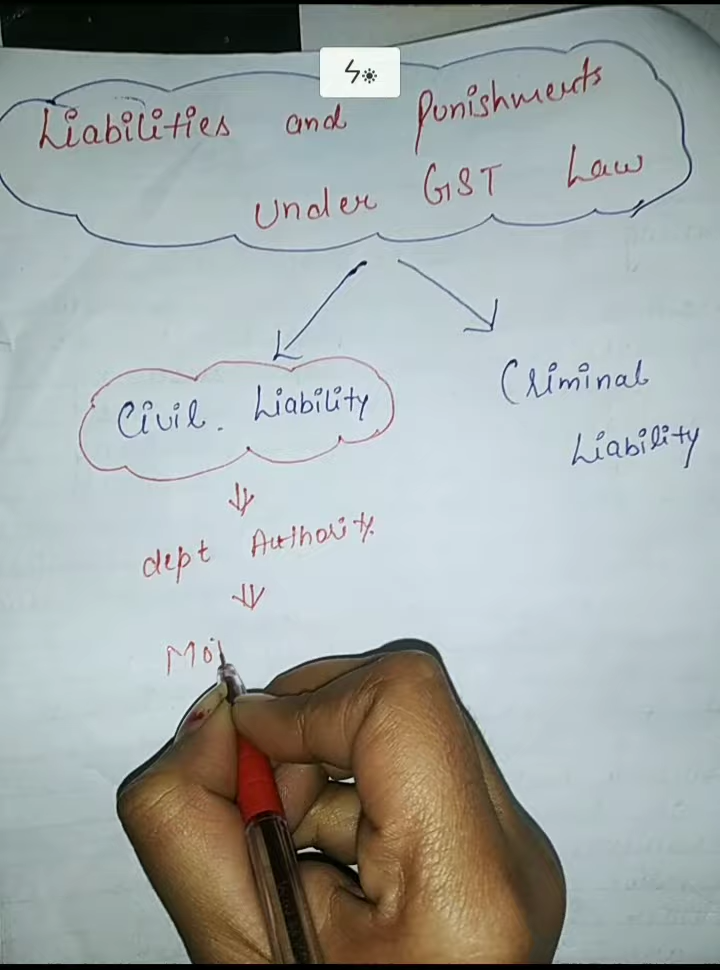 Liabilities and Punishments
Under GST Law
Civil. Liability
Criminal
Liability
dept Authority